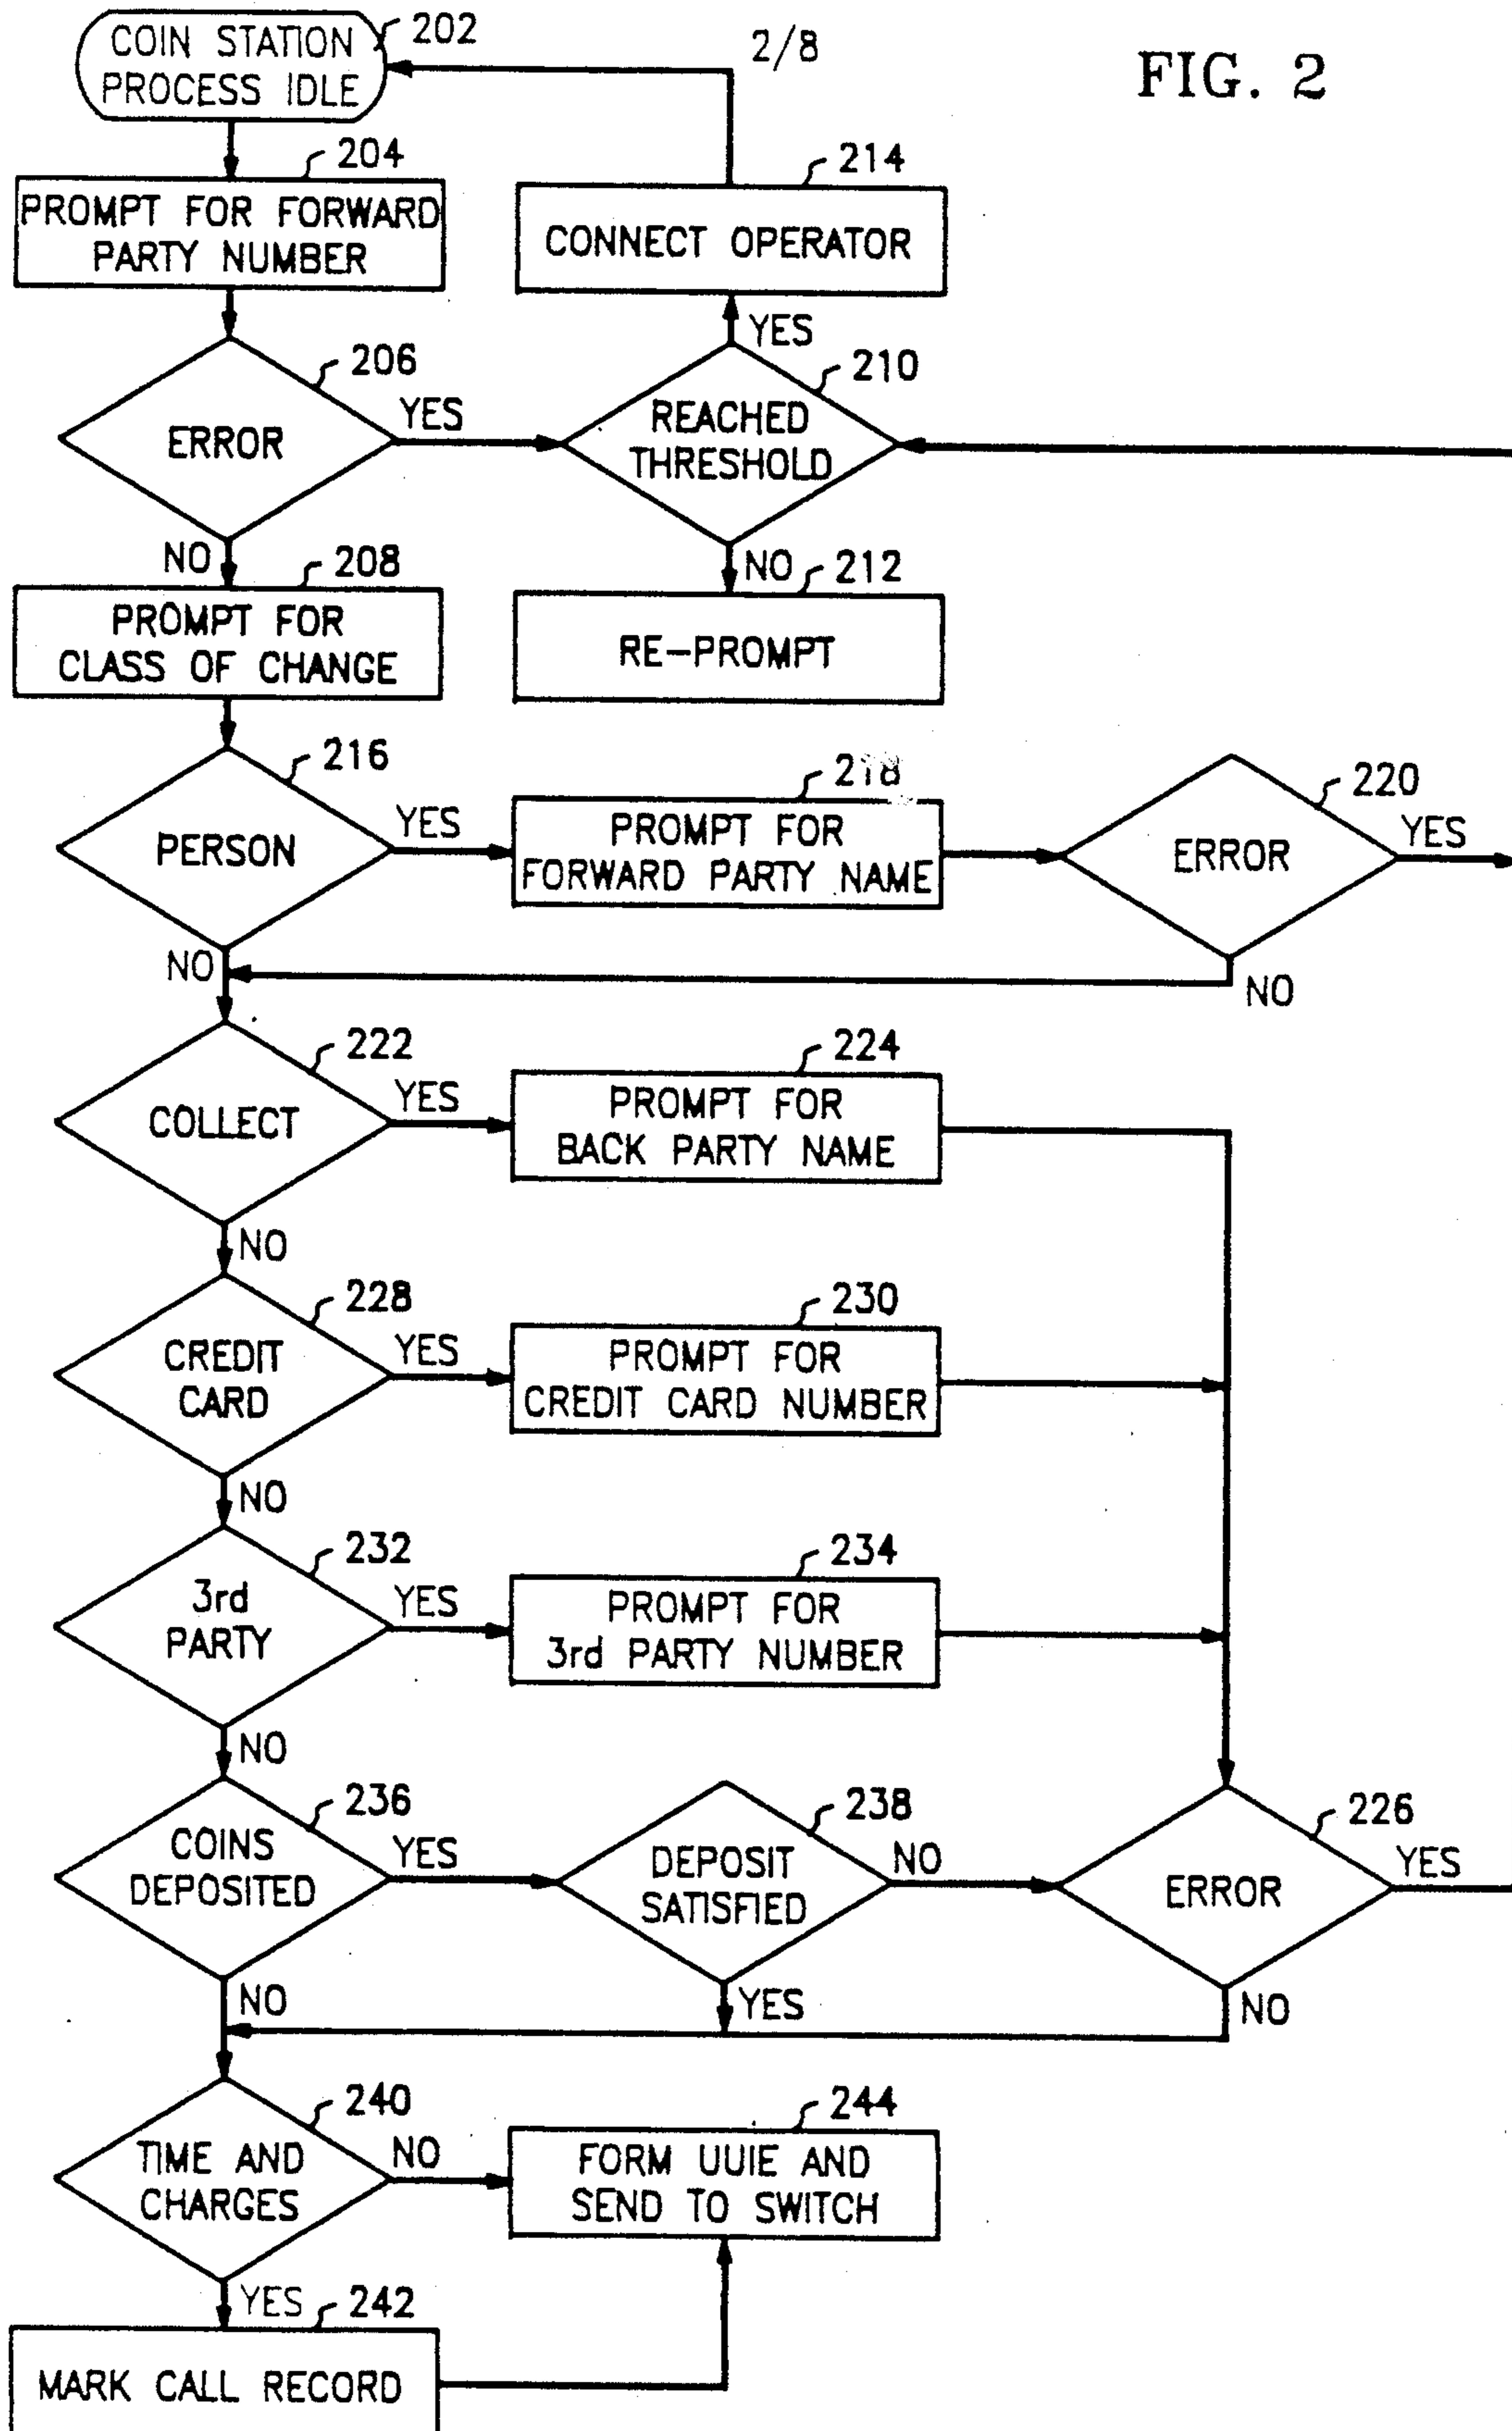 2/8
FIG. 2
COIN STATION
PROCESS IDLE
202
204
PROMPT FOR FORWARD
PARTY NUMBER
214
CONNECT OPERATOR
YES
206
ERROR
YES
210
REACHED
THRESHOLD
NO
208
PROMPT FOR
CLASS OF CHANGE
NO
212
RE-PROMPT
216
PERSON
YES
218
PROMPT FOR
FORWARD PARTY NAME
220
ERROR
YES
NO
NO
222
COLLECT
YES
224
PROMPT FOR
BACK PARTY NAME
NO
228
CREDIT
CARD
YES
230
PROMPT FOR
CREDIT CARD NUMBER
NO
232
3rd
PARTY
YES
234
PROMPT FOR
3rd PARTY NUMBER
NO
236
COINS
DEPOSITED
YES
238
DEPOSIT
SATISFIED
NO
226
ERROR
YES
NO
YES
NO
240
TIME AND
CHARGES
NO
244
FORM UUIE AND
SEND TO SWITCH
YES
242
MARK CALL RECORD